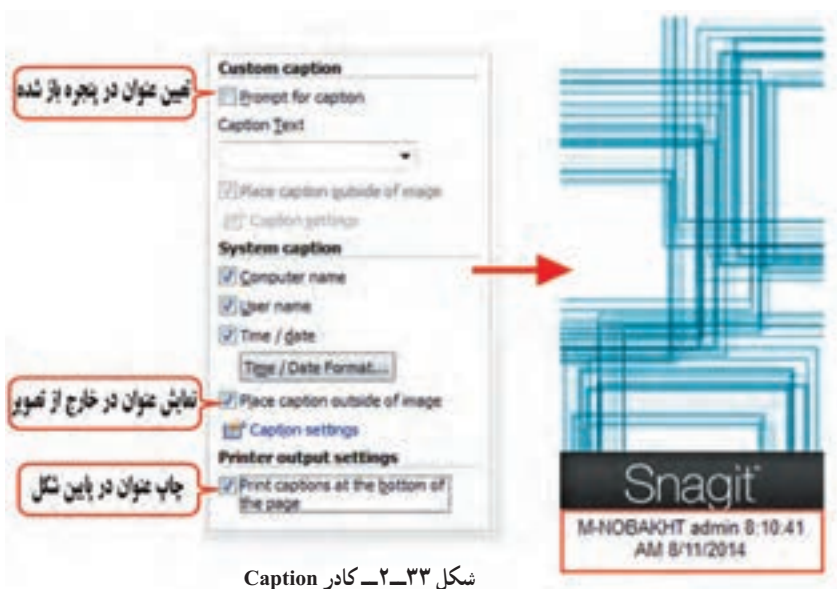 Custom caption
تعیین عنوان در پنجره باز شده
Prompt for caption
Caption Text
Place caption outside of image
Caption settings
System caption
Computer name
User name
Time / date
Time / Date Format...
نمایش عنوان در خارج از تصویر
Place caption outside of image
Caption settings
Printer output settings
چاپ عنوان در پایین شکل
Print captions at the bottom of
the page
Snagit
M-NOBAKHT admin 8:10:41
AM 8/11/2014
شکل ۳۳ــ۲ــ کادر Caption